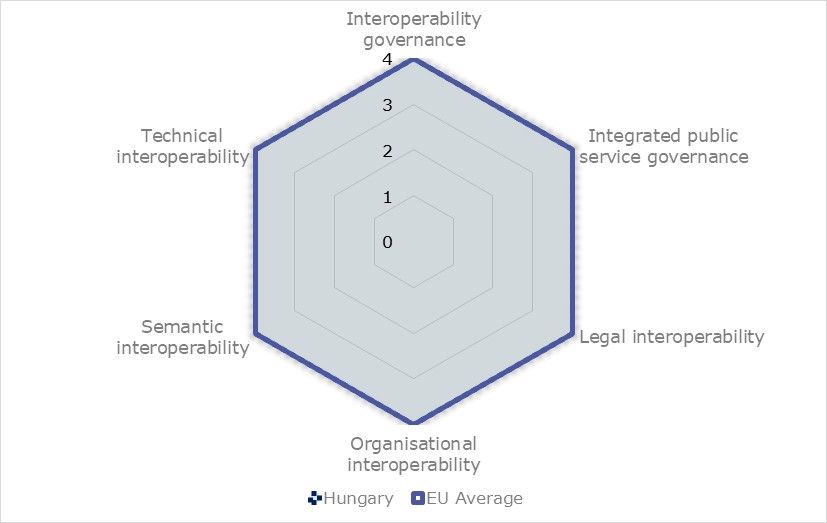 Interoperability
governance
4
3
2
1
0
Technical
interoperability
Integrated public
service governance
Semantic
interoperability
Legal interoperability
Organisational
interoperability
Hungary
EU Average